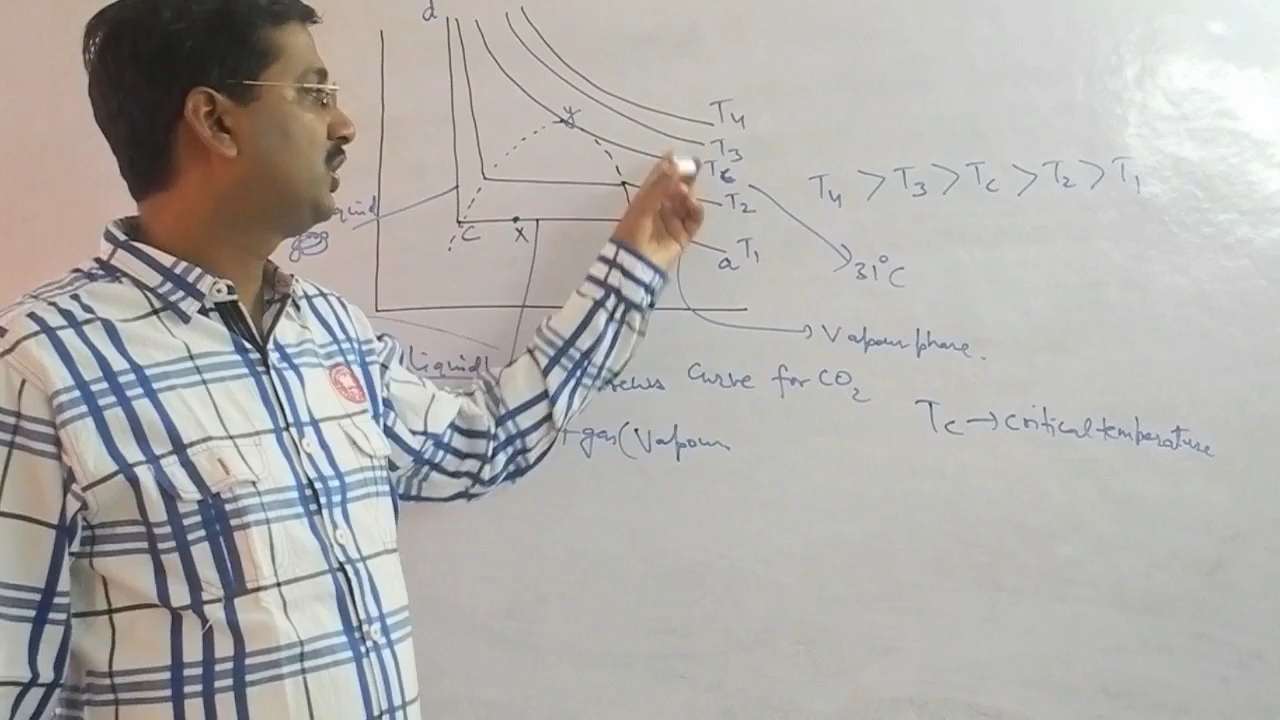 d
y
T4
T3
Tc
T2
a T1
C
x
T4 > T3 > Tc > T2 > T1
31°C
Vapour phase.
liquid
Curve for CO2
Tc → critical temperature
+ gas (Vapour